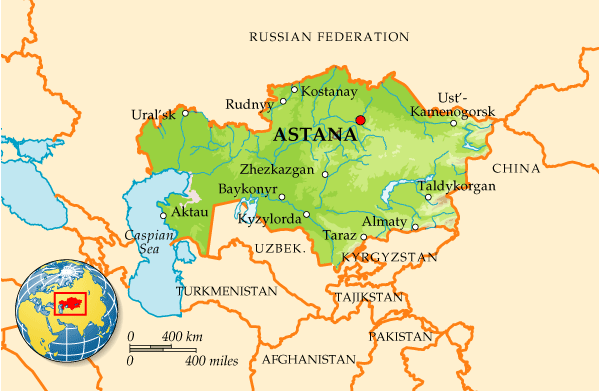 RUSSIAN FEDERATION
Kostanay
Rudnyy
Ust'-
Kamenogorsk
Ural'sk
ASTANA
Zhezkazgan
CHINA
Baykonyr
Taldykorgan
Aktau
Kyzylorda
Almaty
Caspian
Sea
Taraz
UZBEK.
KYRGYZSTAN
TURKMENISTAN
TAJIKISTAN
0 400 km
0 400 miles
PAKISTAN
AFGHANISTAN